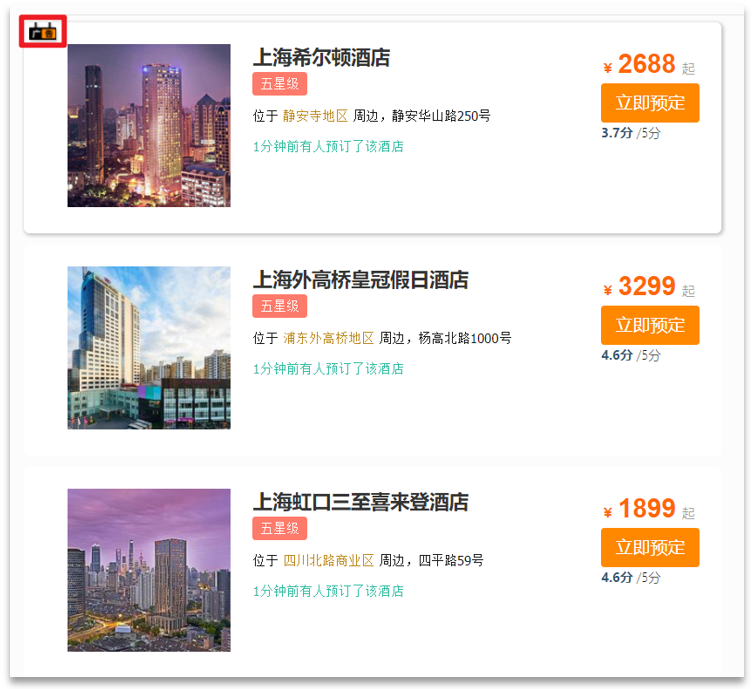 广告
上海希尔顿酒店
五星级
位于 静安寺地区 周边，静安华山路250号
1分钟前有人预订了该酒店
¥ 2688 起
立即预定
3.7分 /5分
上海外高桥皇冠假日酒店
五星级
位于 浦东外高桥地区 周边，杨高北路1000号
1分钟前有人预订了该酒店
¥ 3299 起
立即预定
4.6分 /5分
上海虹口三至喜来登酒店
五星级
位于 四川北路商业区 周边，四平路59号
1分钟前有人预订了该酒店
¥ 1899 起
立即预定
4.6分 /5分